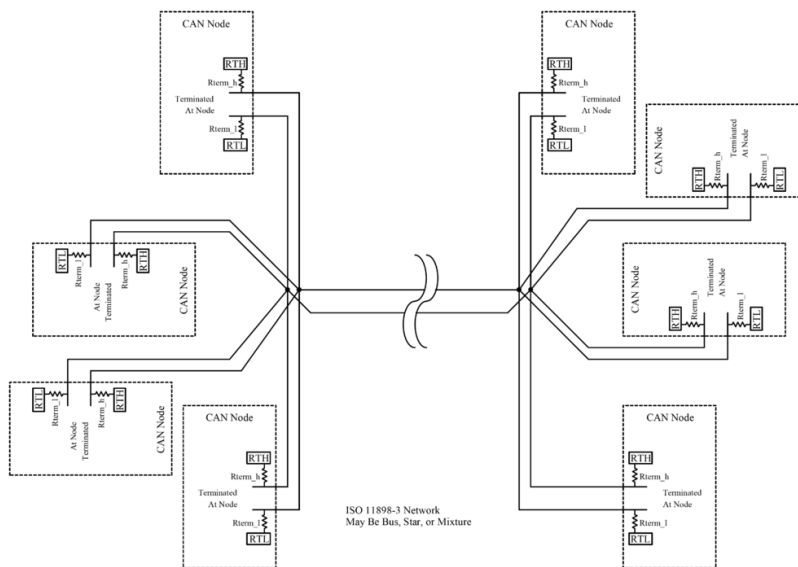 CAN Node
RTH
Rterm_h
Terminated
At Node
Rterm_l
RTL
CAN Node
RTH
Rterm_h
Terminated
At Node
Rterm_l
RTL
CAN Node
RTH
Rterm_h
Terminated
At Node
Rterm_l
RTL
RTL
Rterm_l
At Node
Terminated
Rterm_h
RTH
CAN Node
CAN Node
RTH
Rterm_h
Terminated
At Node
Rterm_l
RTL
RTL
Rterm_l
At Node
Terminated
Rterm_h
RTH
CAN Node
CAN Node
RTH
Rterm_h
Terminated
At Node
Rterm_l
RTL
CAN Node
RTH
Rterm_h
Terminated
At Node
Rterm_l
RTL
ISO 11898-3 Network
May Be Bus, Star, or Mixture